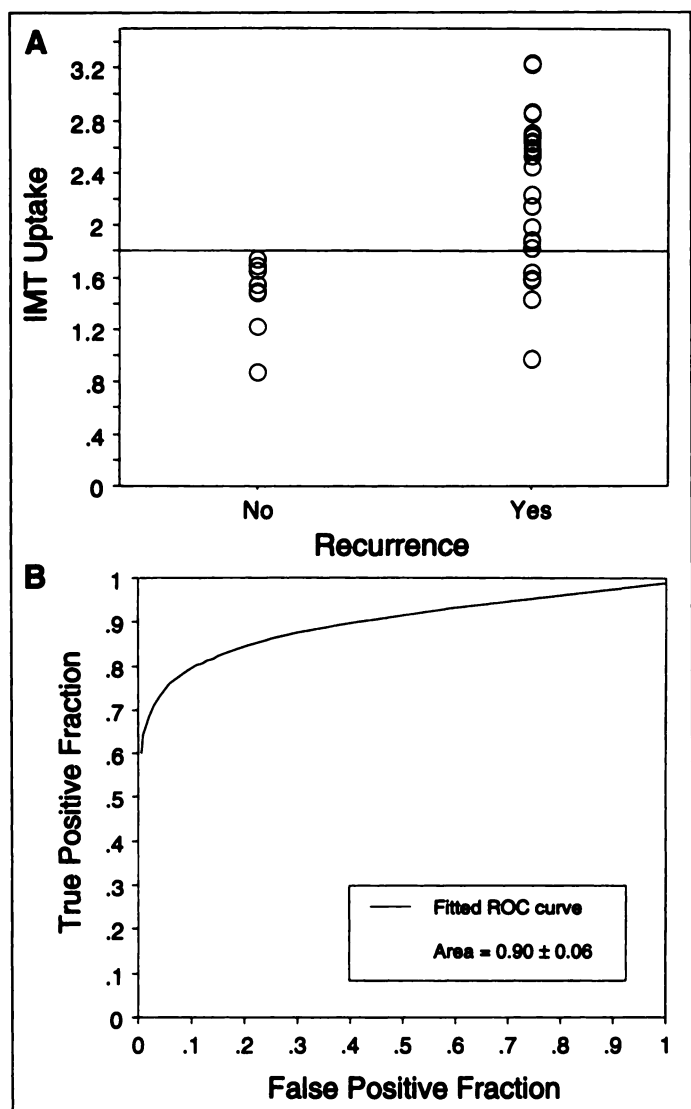 A
IMT Uptake
3.2
2.8
2.4
2
1.6
1.2
.8
.4
0
No
Yes
Recurrence
B
True Positive Fraction
1
.9
.8
.7
.6
.5
.4
.3
.2
.1
0
Fitted ROC curve
Area = 0.90 ± 0.06
0 .1 .2 .3 .4 .5 .6 .7 .8 .9 1
False Positive Fraction